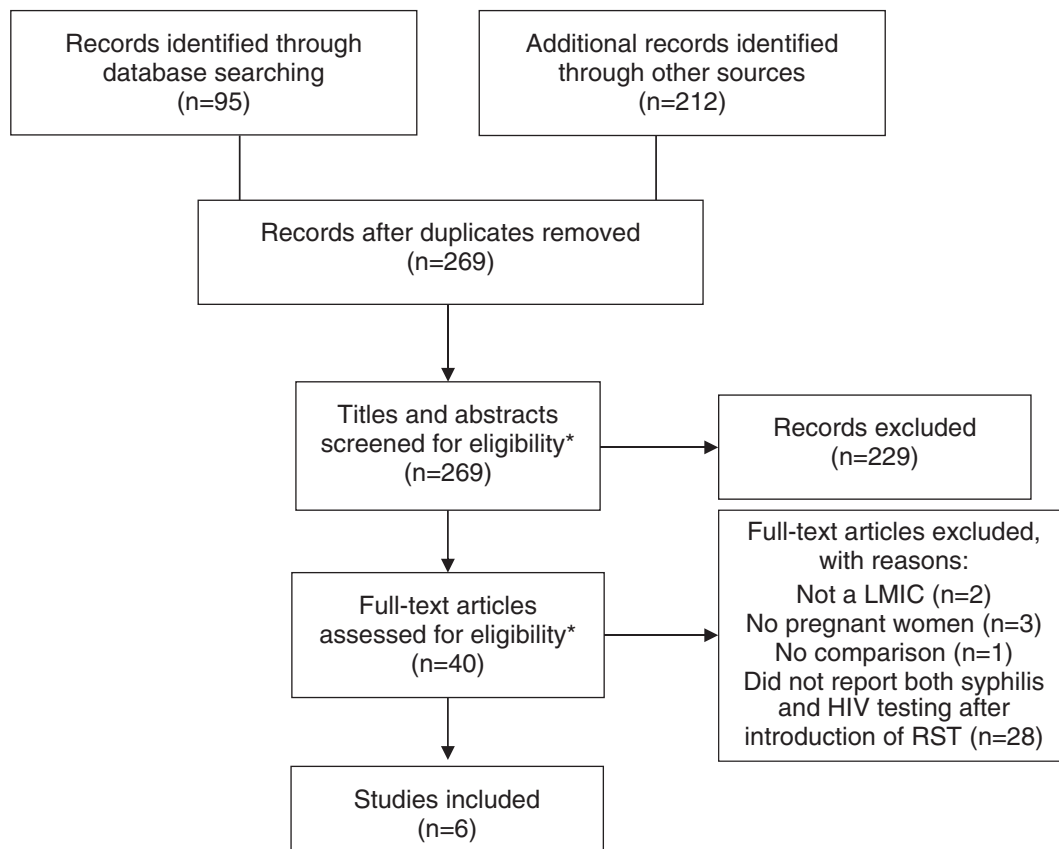 Records identified through
database searching
(n=95)
Additional records identified
through other sources
(n=212)
Records after duplicates removed
(n=269)
Titles and abstracts
screened for eligibility*
(n=269)
Records excluded
(n=229)
Full-text articles
assessed for eligibility*
(n=40)
Full-text articles excluded,
with reasons:
Not a LMIC (n=2)
No pregnant women (n=3)
No comparison (n=1)
Did not report both syphilis
and HIV testing after
introduction of RST (n=28)
Studies included
(n=6)